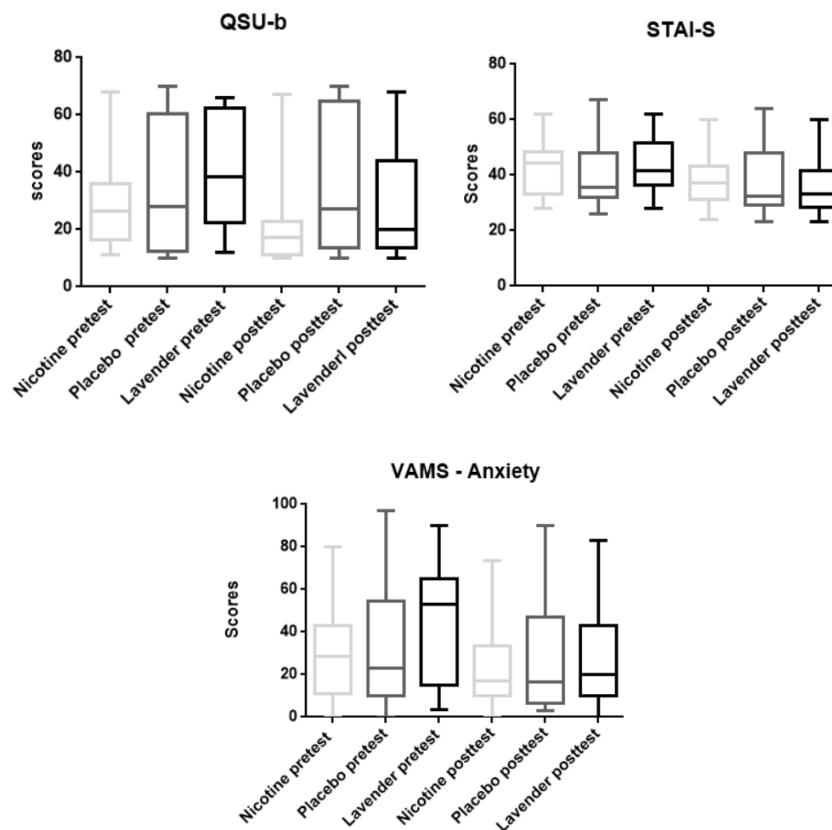 QSU-b
80
60
40
20
0
scores
Nicotine pretest
Placebo pretest
Lavender pretest
Nicotine posttest
Placebo posttest
Lavenderl posttest
STAI-S
80
60
40
20
0
Scores
Nicotine pretest
Placebo pretest
Lavender pretest
Nicotine posttest
Placebo posttest
Lavender posttest
VAMS - Anxiety
100
80
60
40
20
0
Scores
Nicotine pretest
Placebo pretest
Lavender pretest
Nicotine posttest
Placebo posttest
Lavender posttest